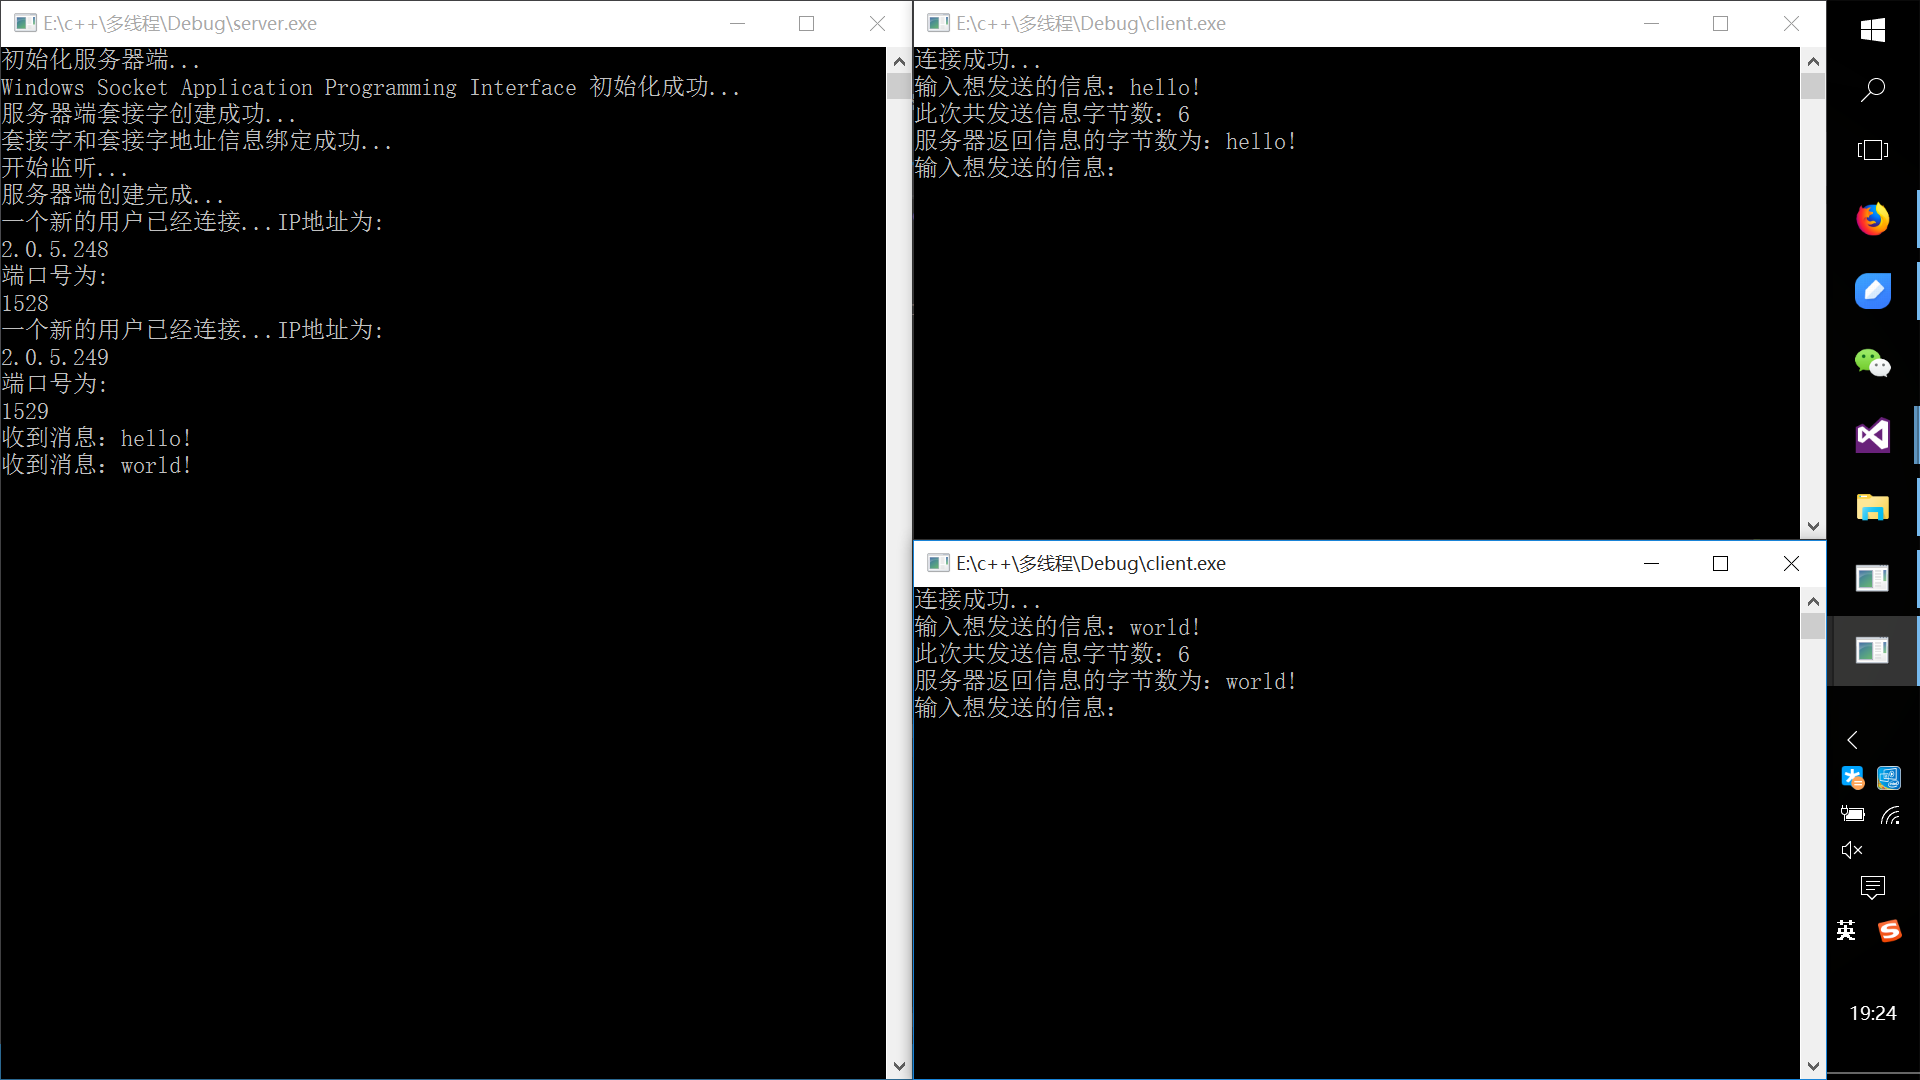 E:\c++\多线程\Debug\server.exe
初始化服务器端...
Windows Socket Application Programming Interface 初始化成功...
服务器端套接字创建成功...
套接字和套接字地址信息绑定成功...
开始监听...
服务器端创建完成...
一个新的用户已经连接...IP地址为:
2.0.5.248
端口号为:
1528
一个新的用户已经连接...IP地址为:
2.0.5.249
端口号为:
1529
收到消息：hello!
收到消息：world!
E:\c++\多线程\Debug\client.exe
连接成功...
输入想发送的信息：hello!
此次共发送信息字节数：6
服务器返回信息的字节数为：hello!
输入想发送的信息：
E:\c++\多线程\Debug\client.exe
连接成功...
输入想发送的信息：world!
此次共发送信息字节数：6
服务器返回信息的字节数为：world!
输入想发送的信息：
英
19:24